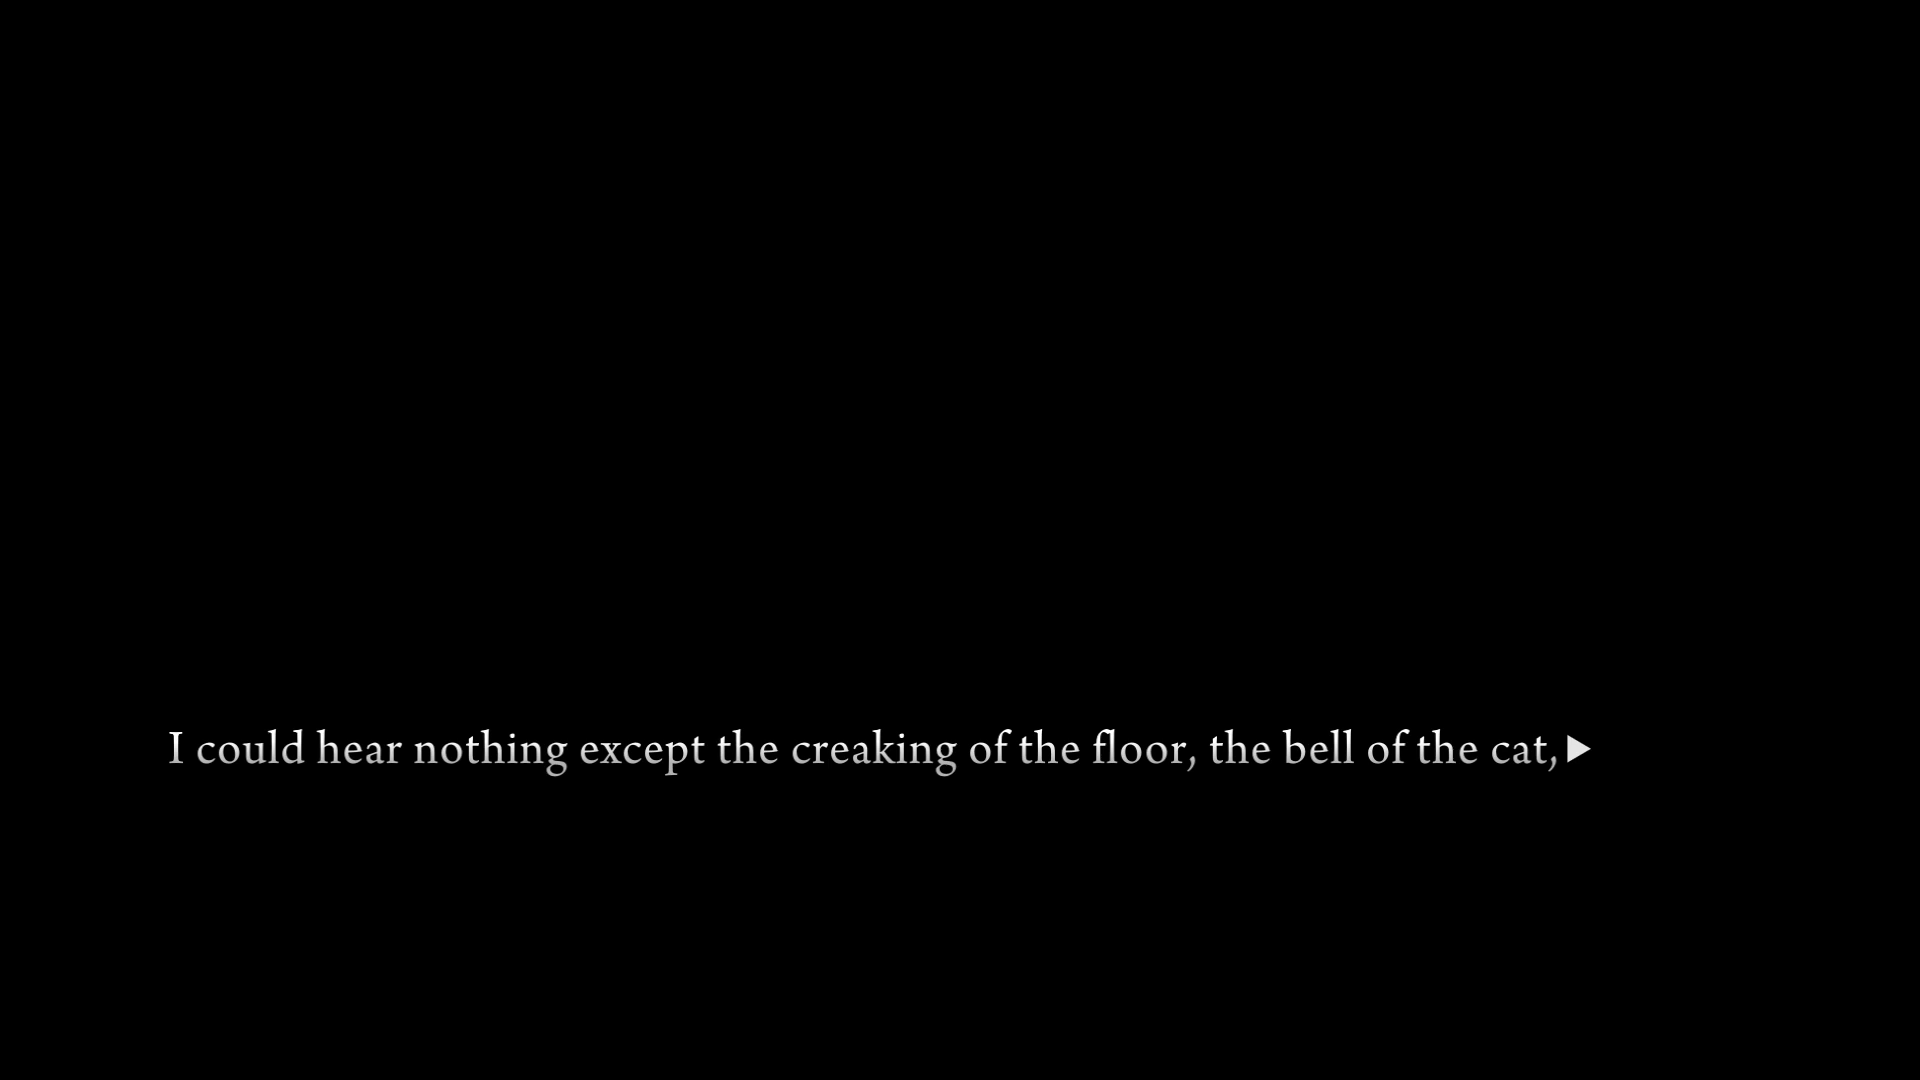 I could hear nothing except the creaking of the floor, the bell of the cat,